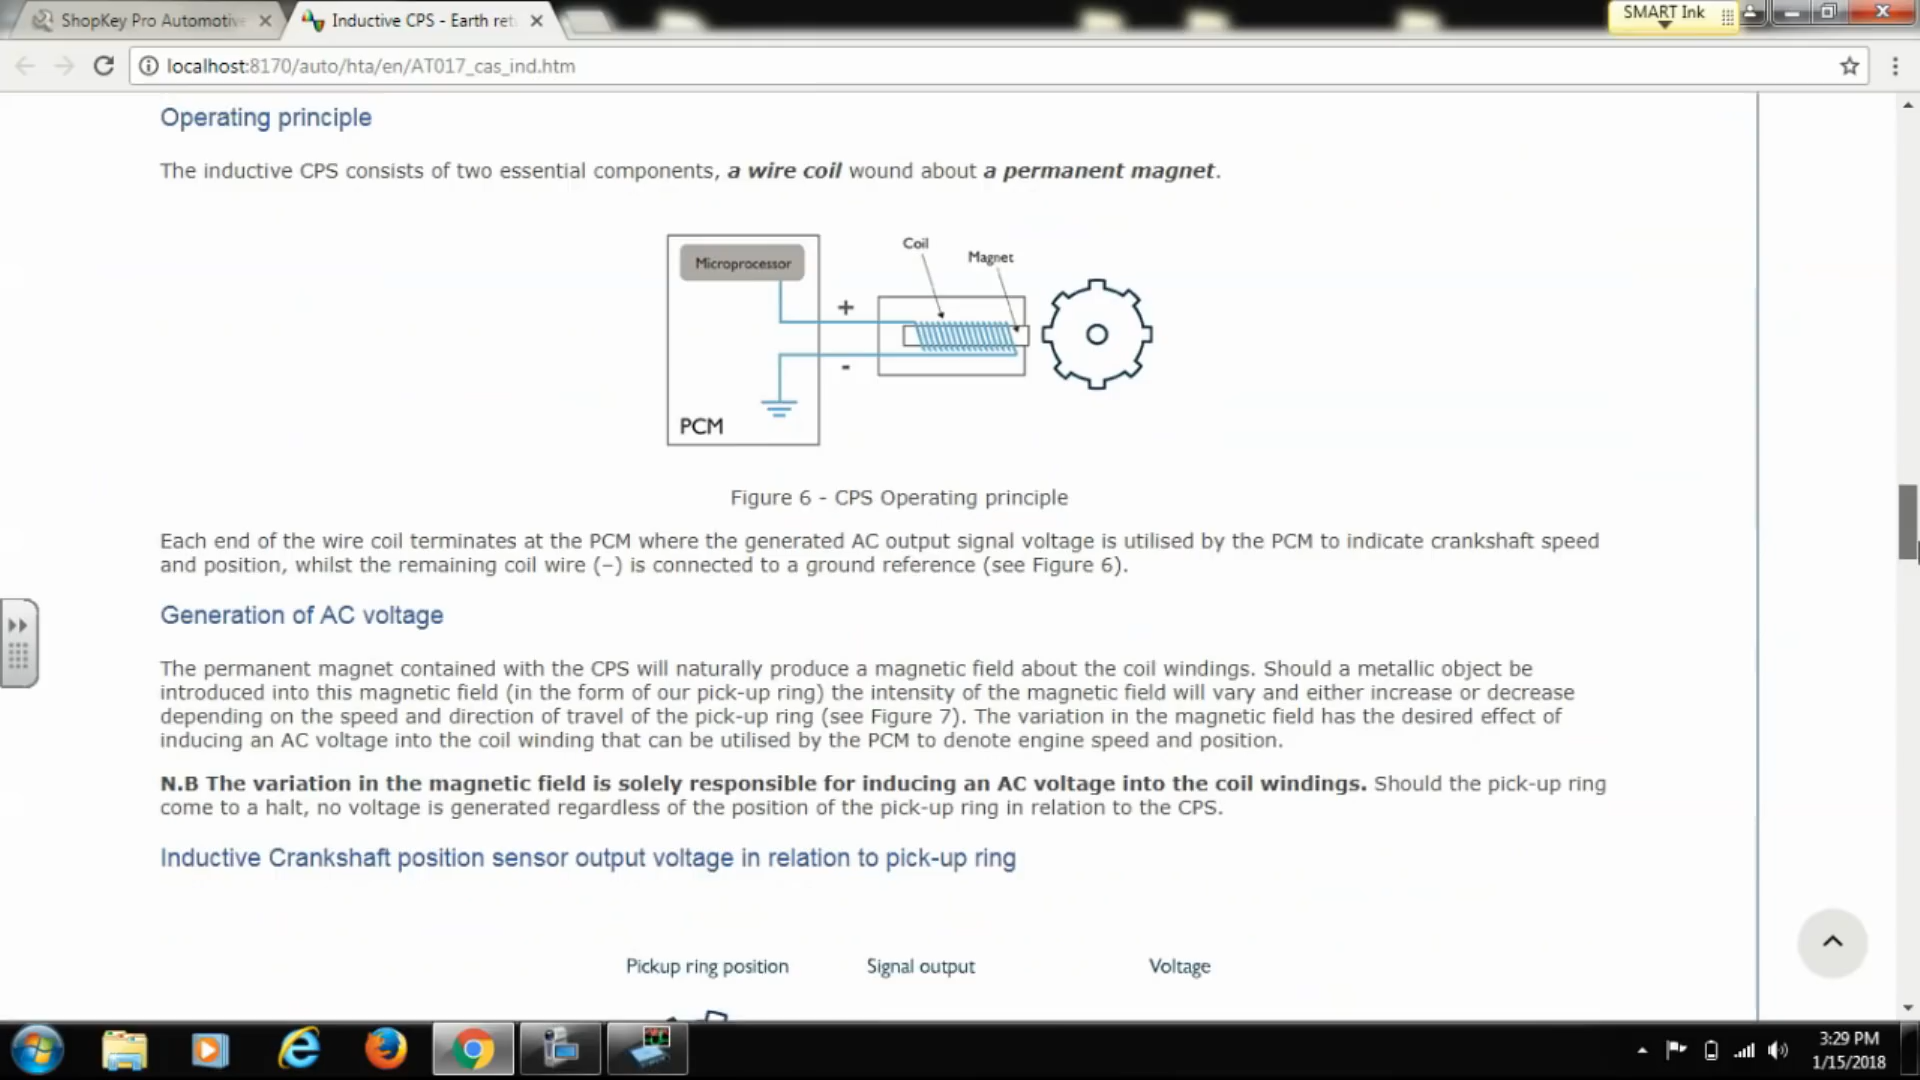 ShopKey Pro Automotive
Inductive CPS - Earth ret
SMART Ink
localhost:8170/auto/hta/en/AT017_cas_ind.htm
Operating principle
The inductive CPS consists of two essential components, a wire coil wound about a permanent magnet.
Coil
Microprocessor
Magnet
+
-
PCM
Figure 6 - CPS Operating principle
Each end of the wire coil terminates at the PCM where the generated AC output signal voltage is utilised by the PCM to indicate crankshaft speed
and position, whilst the remaining coil wire (–) is connected to a ground reference (see Figure 6).
Generation of AC voltage
The permanent magnet contained with the CPS will naturally produce a magnetic field about the coil windings. Should a metallic object be
introduced into this magnetic field (in the form of our pick-up ring) the intensity of the magnetic field will vary and either increase or decrease
depending on the speed and direction of travel of the pick-up ring (see Figure 7). The variation in the magnetic field has the desired effect of
inducing an AC voltage into the coil winding that can be utilised by the PCM to denote engine speed and position.
N.B The variation in the magnetic field is solely responsible for inducing an AC voltage into the coil windings. Should the pick-up ring
come to a halt, no voltage is generated regardless of the position of the pick-up ring in relation to the CPS.
Inductive Crankshaft position sensor output voltage in relation to pick-up ring
Pickup ring position Signal output Voltage
3:29 PM
1/15/2018